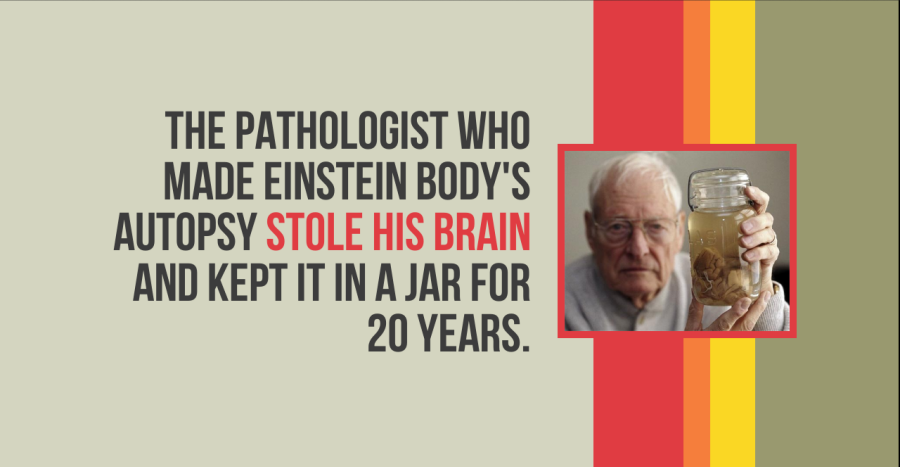 THE PATHOLOGIST WHO
MADE EINSTEIN BODY'S
AUTOPSY STOLE HIS BRAIN
AND KEPT IT IN A JAR FOR
20 YEARS.